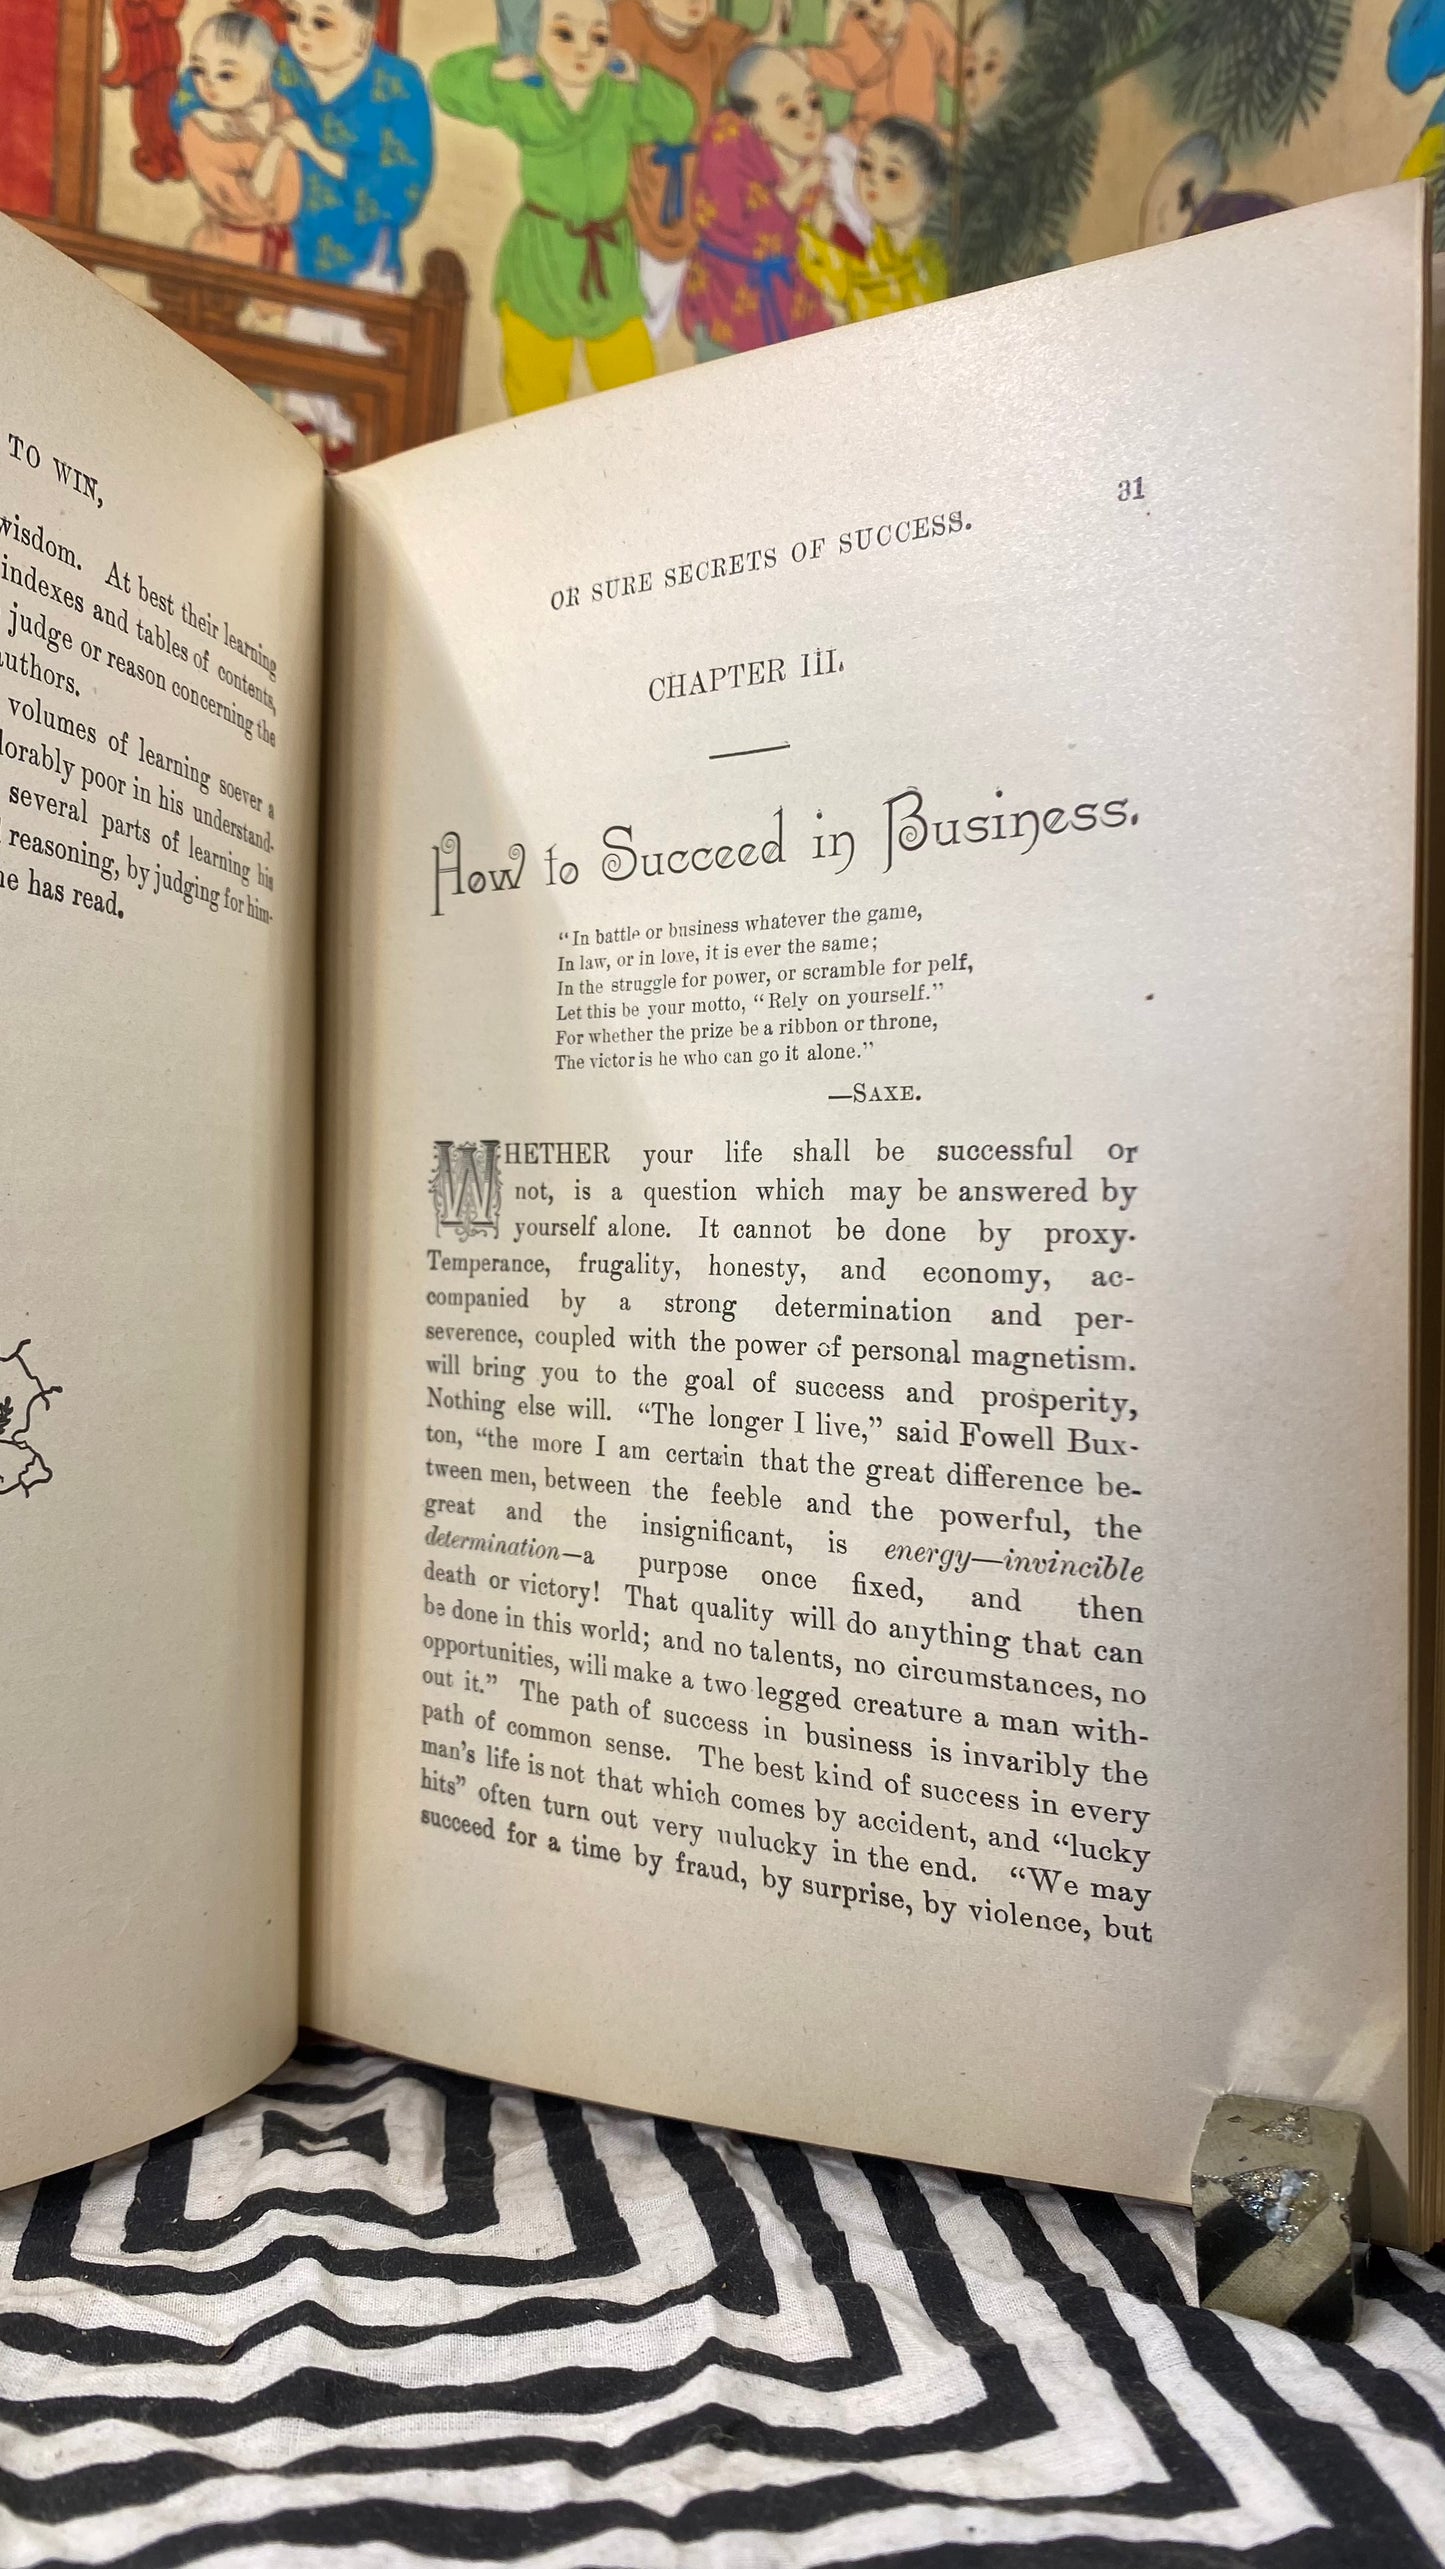 TO WIN,
wisdom. At best their learning
indexes and tables of contents,
judge or reason concerning the
authors.
volumes of learning soever a
poor in his understand-
several parts of learning his
reasoning, by judging for him-
he has read.
31
OR SURE SECRETS OF SUCCESS.
CHAPTER III.
How to Succeed in Business.
“In battle or business whatever the game,
In law, or in love, it is ever the same;
In the struggle for power, or scramble for pelf,
Let this be your motto, “Rely on yourself.”
For whether the prize be a ribbon or throne,
The victor is he who can go it alone.”
—SAXE.
WHETHER your life shall be successful or
not, is a question which may be answered by
yourself alone. It cannot be done by proxy.
Temperance, frugality, honesty, and economy, ac-
companied by a strong determination and per-
severence, coupled with the power of personal magnetism.
will bring you to the goal of success and prosperity,
Nothing else will. “The longer I live,” said Fowell Bux-
ton, “the more I am certain that the great difference be-
tween men, between the feeble and the powerful, the
great and the insignificant, is energy—invincible
determination—a purpose once fixed, and then
death or victory! That quality will do anything that can
be done in this world; and no talents, no circumstances, no
opportunities, will make a two legged creature a man with-
out it.” The path of success in business is invaribly the
path of common sense. The best kind of success in every
man’s life is not that which comes by accident, and “lucky
hits” often turn out very uulucky in the end. “We may
succeed for a time by fraud, by surprise, by violence, but